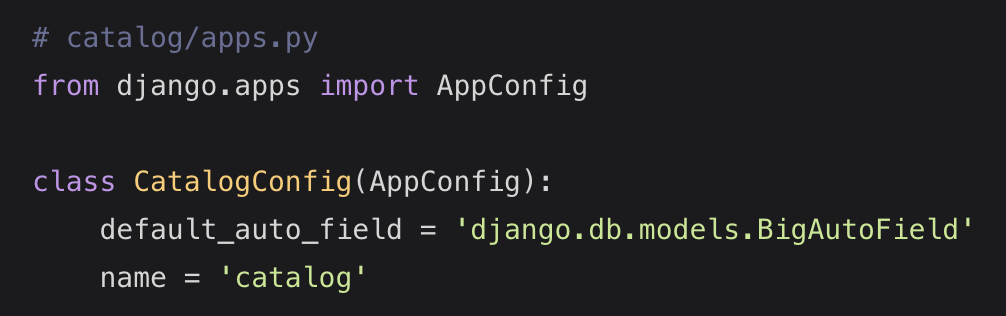 # catalog/apps.py
from django.apps import AppConfig

class CatalogConfig(AppConfig):
    default_auto_field = 'django.db.models.BigAutoField'
    name = 'catalog'